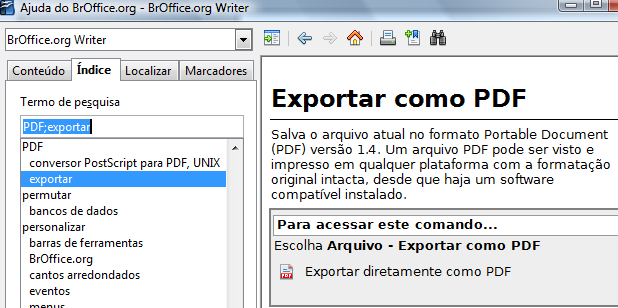 Ajuda do BrOffice.org - BrOffice.org Writer
BrOffice.org Writer
Conteúdo Índice Localizar Marcadores
Termo de pesquisa
PDF;exportar
PDF
conversor PostScript para PDF, UNIX
exportar
permutar
bancos de dados
personalizar
barras de ferramentas
BrOffice.org
cantos arredondados
eventos
menus
Exportar como PDF
Salva o arquivo atual no formato Portable Document
(PDF) versão 1.4. Um arquivo PDF pode ser visto e
impresso em qualquer plataforma com a formatação
original intacta, desde que haja um software
compatível instalado.
Para acessar este comando...
Escolha Arquivo - Exportar como PDF
Exportar diretamente como PDF